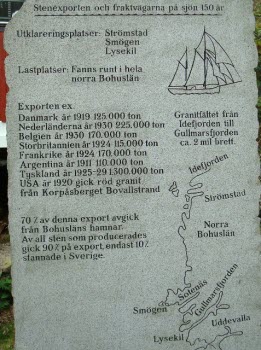 Stenexporten och fraktvägarna på sjön 150 år
Utklareringsplatser: Strömstad
Smögen
Lysekil
Lastplatser: Fanns runt i hela
norra Bohuslän
Exporten ex.
Danmark år 1919 125.000 ton
Nederländerna år 1930 225.000 ton
Belgien år 1930 170.000 ton
Storbritannien år 1924 115.000 ton
Frankrike år 1924 170.000 ton
Argentina år 1911 110.000 ton
Tyskland år 1925-29 1.500.000 ton
USA år 1920 gick röd granit
från Korpåsberget Bovallstrand
70% av denna export avgick
från Bohusläns hamnar.
Av all sten som producerades
gick 90% på export, endast 10%
stannade i Sverige.
Granitfältet från
Idefjorden till
Gullmarsfjorden
ca. 2 mil brett.
Idefjorden
Strömstad
Norra
Bohuslän
Sotenäs
Smögen
Gullmarsfjorden
Lysekil
Uddevalla